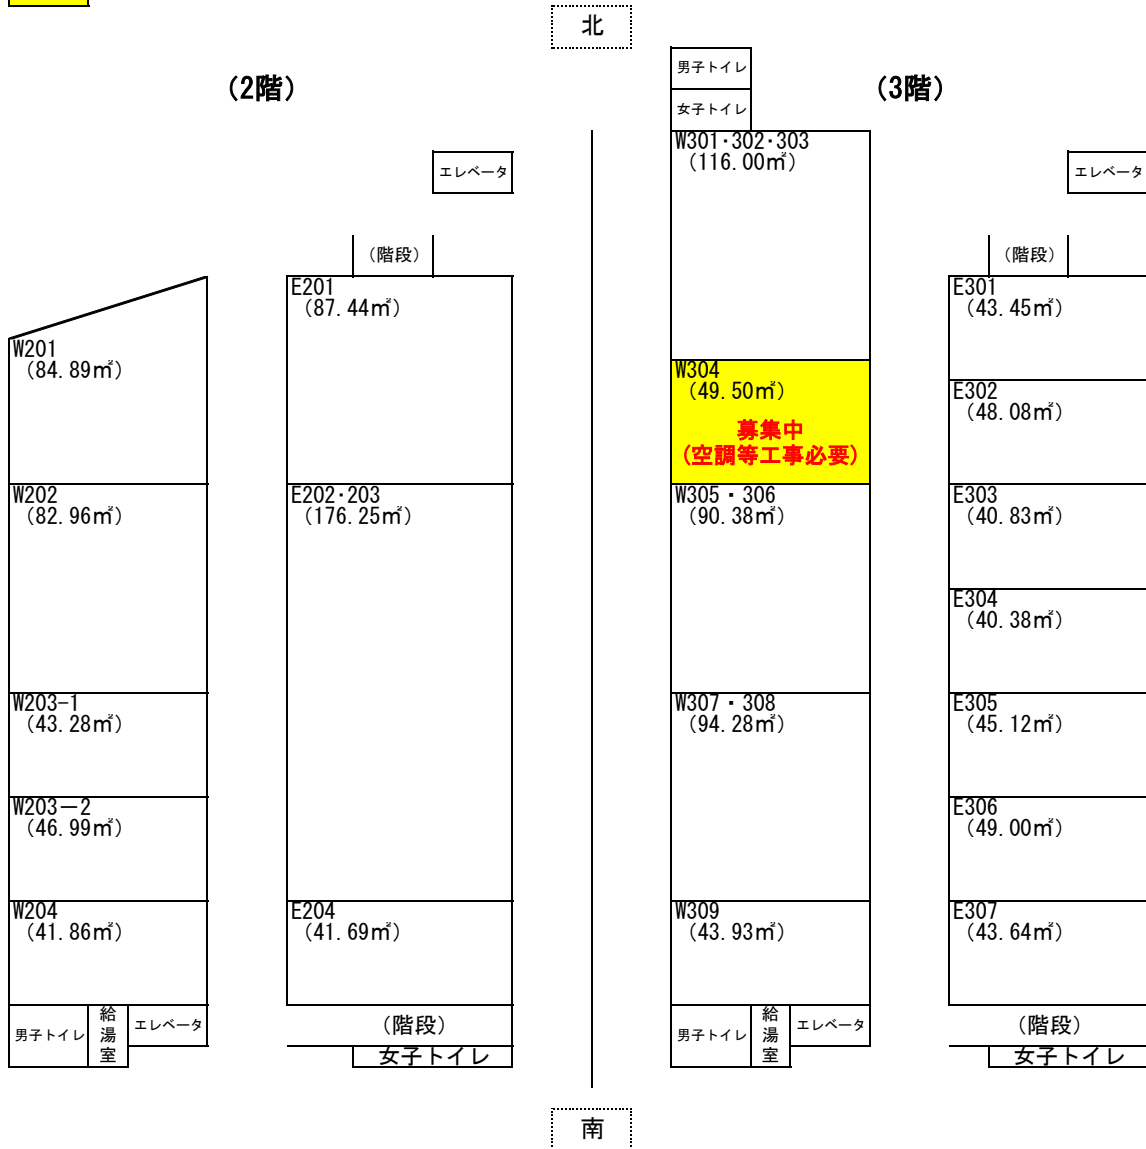 北
（2階）
エレベータ
（階段）
W201
（84.89㎡）
E201
（87.44㎡）
W202
（82.96㎡）
E202･203
（176.25㎡）
W203-1
（43.28㎡）
W203－2
（46.99㎡）
W204
（41.86㎡）
E204
（41.69㎡）
男子トイレ
給湯室
エレベータ
（階段）
女子トイレ
（3階）
男子トイレ
女子トイレ
エレベータ
（階段）
W301･302･303
（116.00㎡）
W304
（49.50㎡）
募集中
(空調等工事必要)
W305・306
（90.38㎡）
W307・308
（94.28㎡）
W309
（43.93㎡）
E301
（43.45㎡）
E302
（48.08㎡）
E303
（40.83㎡）
E304
（40.38㎡）
E305
（45.12㎡）
E306
（49.00㎡）
E307
（43.64㎡）
男子トイレ
給湯室
エレベータ
（階段）
女子トイレ
南